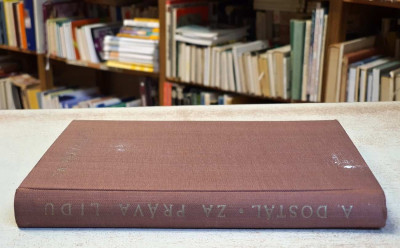 A. DOSTÁL • ZA PRÁVA LIDU